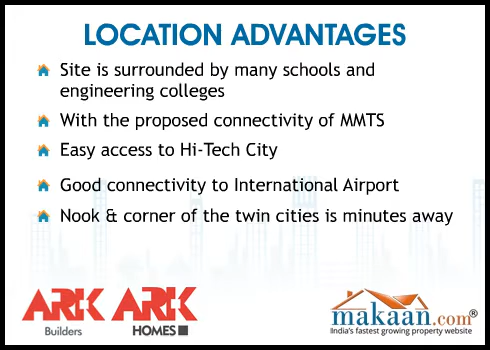 LOCATION ADVANTAGES
Site is surrounded by many schools and
engineering colleges
With the proposed connectivity of MMTS
Easy access to Hi-Tech City
Good connectivity to International Airport
Nook & corner of the twin cities is minutes away
ARK
Builders
ARK
HOMES
makaan.com®
India's fastest growing property website